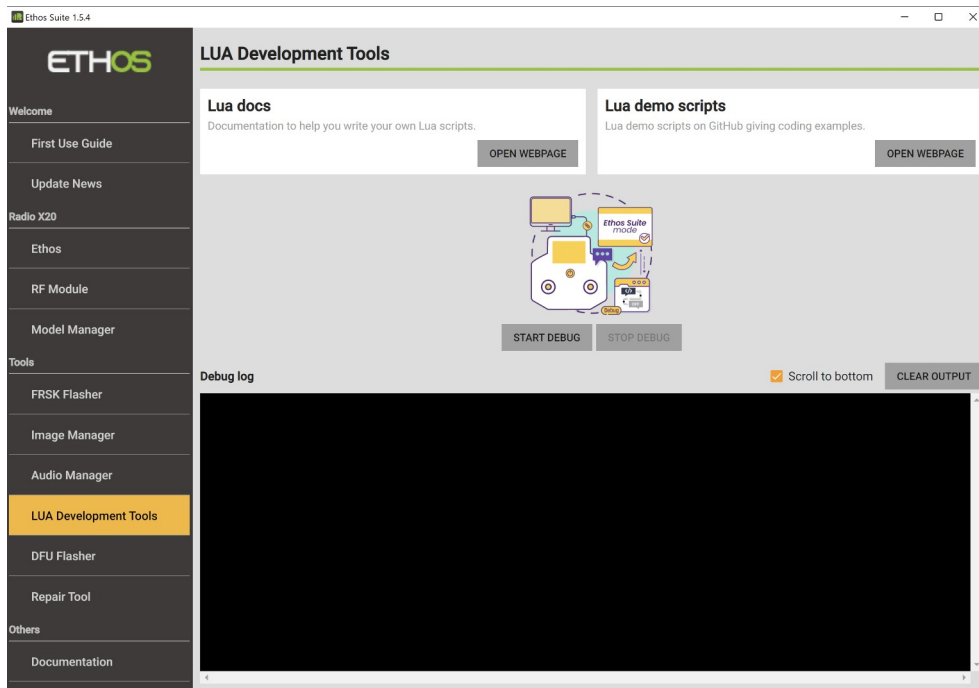 Ethos Suite 1.5.4
ETHOS
Welcome
First Use Guide
Update News
Radio X20
Ethos
RF Module
Model Manager
Tools
FRSK Flasher
Image Manager
Audio Manager
LUA Development Tools
DFU Flasher
Repair Tool
Others
Documentation
LUA Development Tools
Lua docs
Documentation to help you write your own Lua scripts.
OPEN WEBPAGE
Lua demo scripts
Lua demo scripts on GitHub giving coding examples.
OPEN WEBPAGE
Ethos Suite
mode
Debug
START DEBUG
STOP DEBUG
Debug log
Scroll to bottom
CLEAR OUTPUT